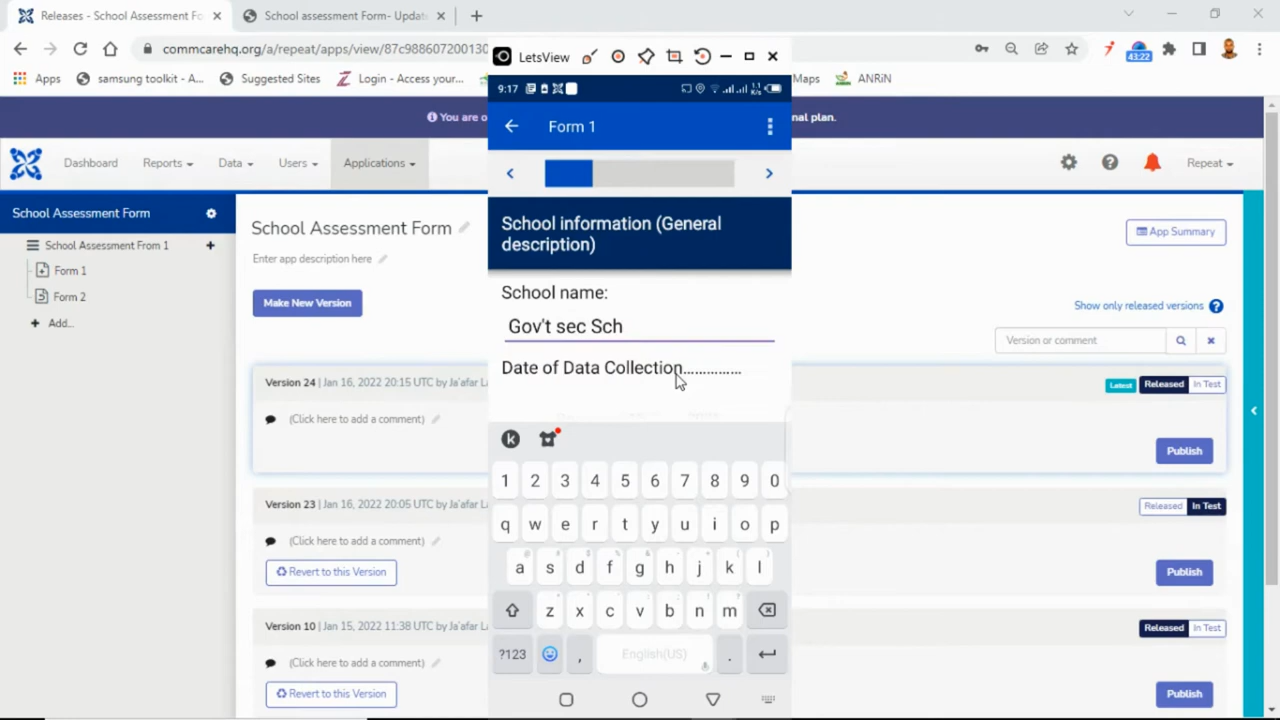 Releases - School Assessment Fo
School assessment Form- Update
commcarehq.org/a/repeat/apps/view/87c9886072001300
43:22
Apps
samsung toolkit - A...
Suggested Sites
Login - Access your...
Maps
ANRiN
You are o
nal plan.
Dashboard
Reports
Data
Users
Applications
Repeat
School Assessment Form
School Assessment From 1
Form 1
Form 2
Add...
School Assessment Form
Enter app description here
App Summary
Make New Version
Show only released versions
Version or comment
Version 24 | Jan 16, 2022 20:15 UTC by Ja'afar La
Latest
Released
In Test
(Click here to add a comment)
Publish
Version 23 | Jan 16, 2022 20:05 UTC by Ja'afar La
Released
In Test
(Click here to add a comment)
Revert to this Version
Publish
Version 10 | Jan 15, 2022 11:38 UTC by Ja'afar La
Released
In Test
(Click here to add a comment)
Revert to this Version
Publish
LetsView
9:17
Form 1
School information (General
description)
School name:
Gov't sec Sch
Date of Data Collection..............
1 2 3 4 5 6 7 8 9 0
q w e r t y u i o p
a s d f g h j k l
z x c v b n m
?123 , English(US) .